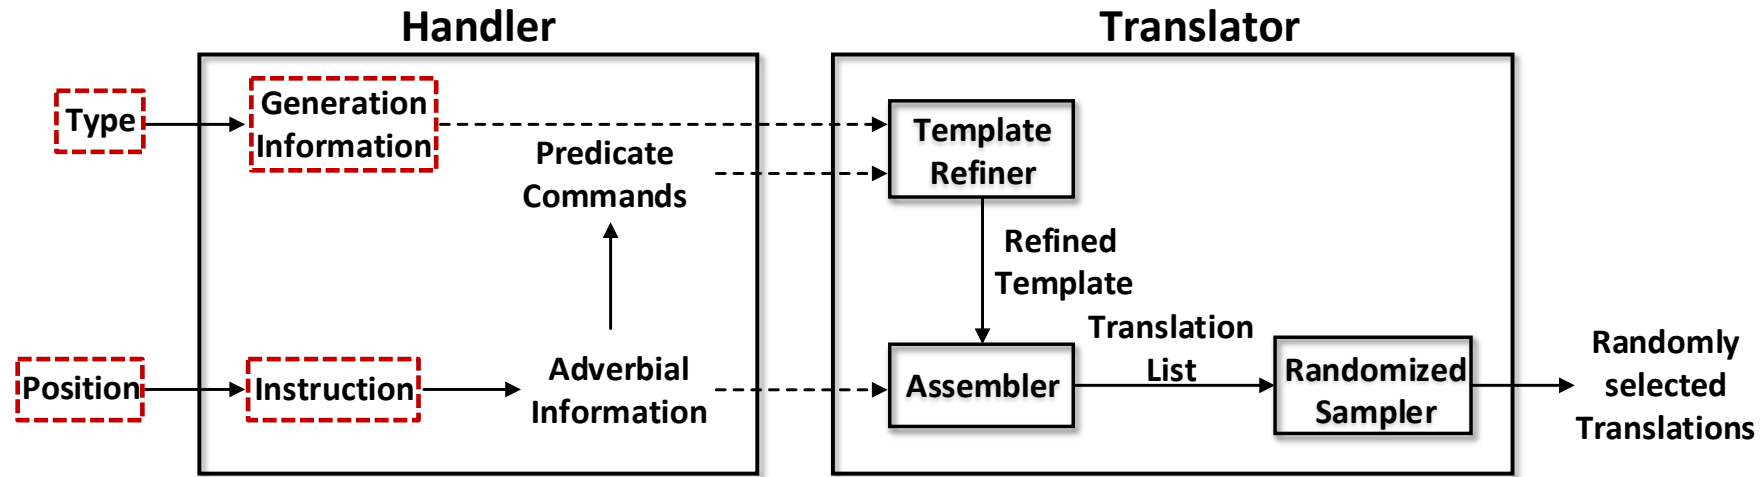 Handler
Translator
Type
Generation
Information
Predicate
Commands
Template
Refiner
Refined
Template
Position
Instruction
Adverbial
Information
Assembler
Translation
List
Randomized
Sampler
Randomly
selected
Translations